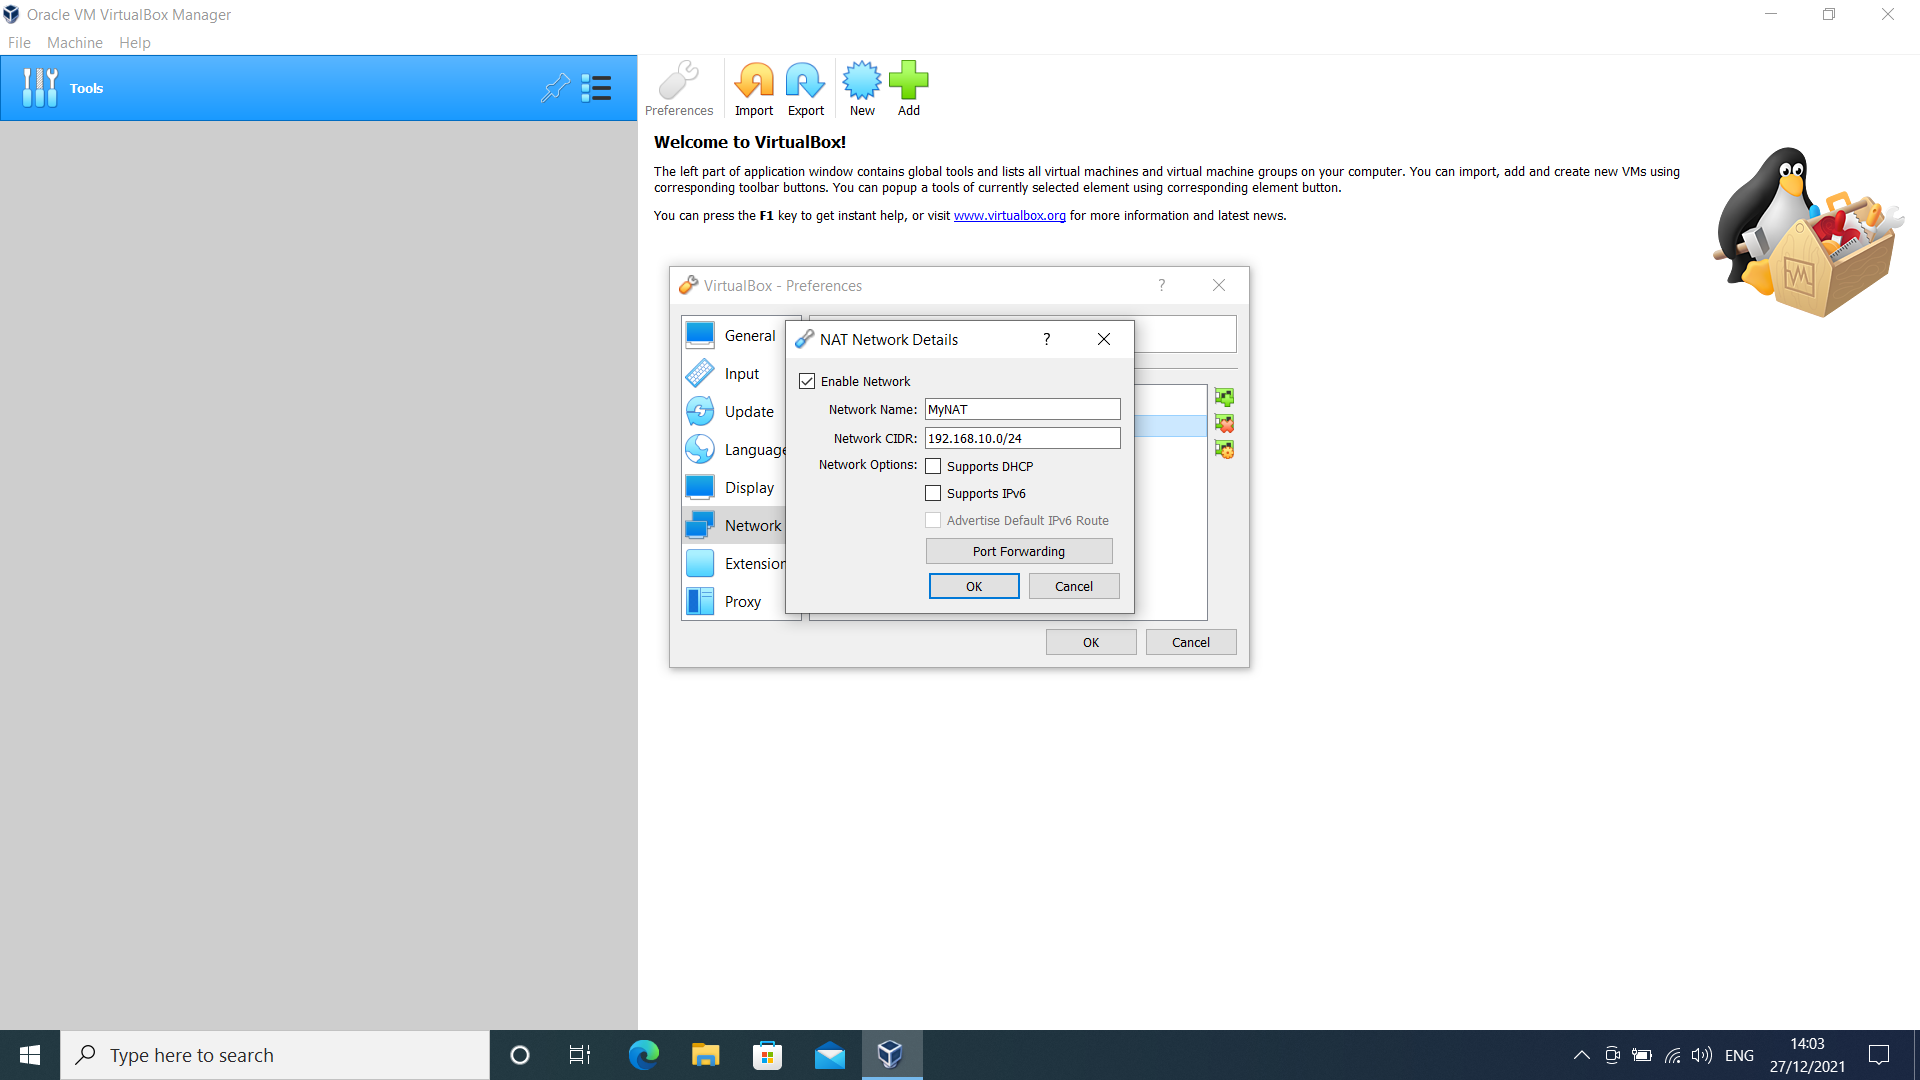 Oracle VM VirtualBox Manager
File Machine Help
Tools
Preferences Import Export New Add
Welcome to VirtualBox!
The left part of application window contains global tools and lists all virtual machines and virtual machine groups on your computer. You can import, add and create new VMs using
corresponding toolbar buttons. You can popup a tools of currently selected element using corresponding element button.
You can press the F1 key to get instant help, or visit www.virtualbox.org for more information and latest news.
VirtualBox - Preferences ?
General
Input
Update
Language
Display
Network
Extension
Proxy
NAT Network Details ?
Enable Network
Network Name: MyNAT
Network CIDR: 192.168.10.0/24
Network Options: Supports DHCP
Supports IPv6
Advertise Default IPv6 Route
Port Forwarding
OK Cancel
OK Cancel
Type here to search
ENG
14:03
27/12/2021